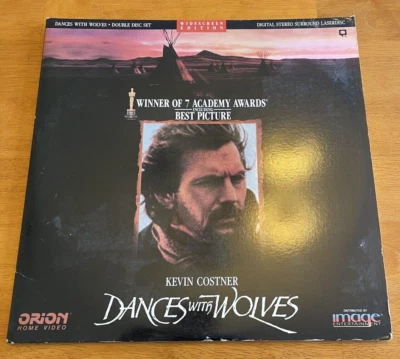 DANCES WITH WOLVES • DOUBLE DISC SET
WIDESCREEN
EDITION
DIGITAL STEREO SURROUND LASERDISC
WINNER OF 7 ACADEMY AWARDS®
INCLUDING
BEST PICTURE
KEVIN COSTNER
DANCES with WOLVES
ORION
HOME VIDEO
DISTRIBUTED BY
image
ENTERTAINMENT